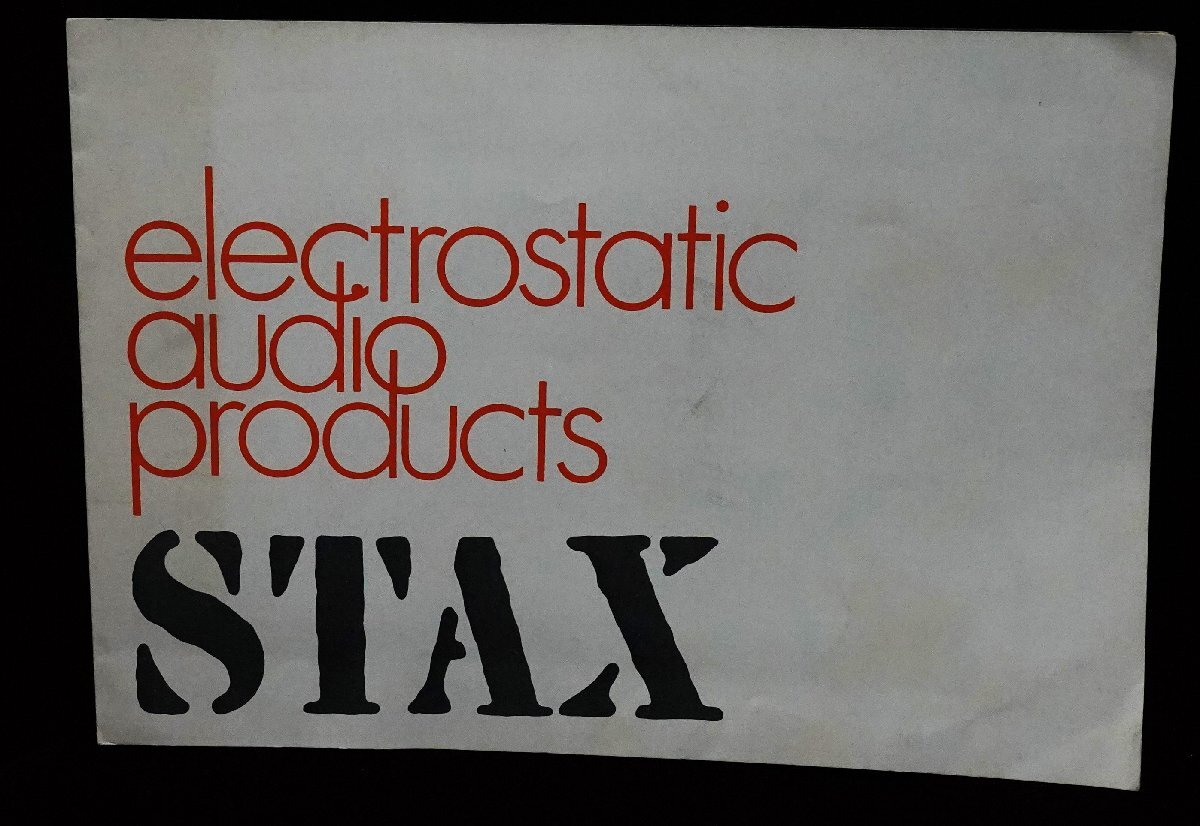 electrostatic
audio
products
STAX